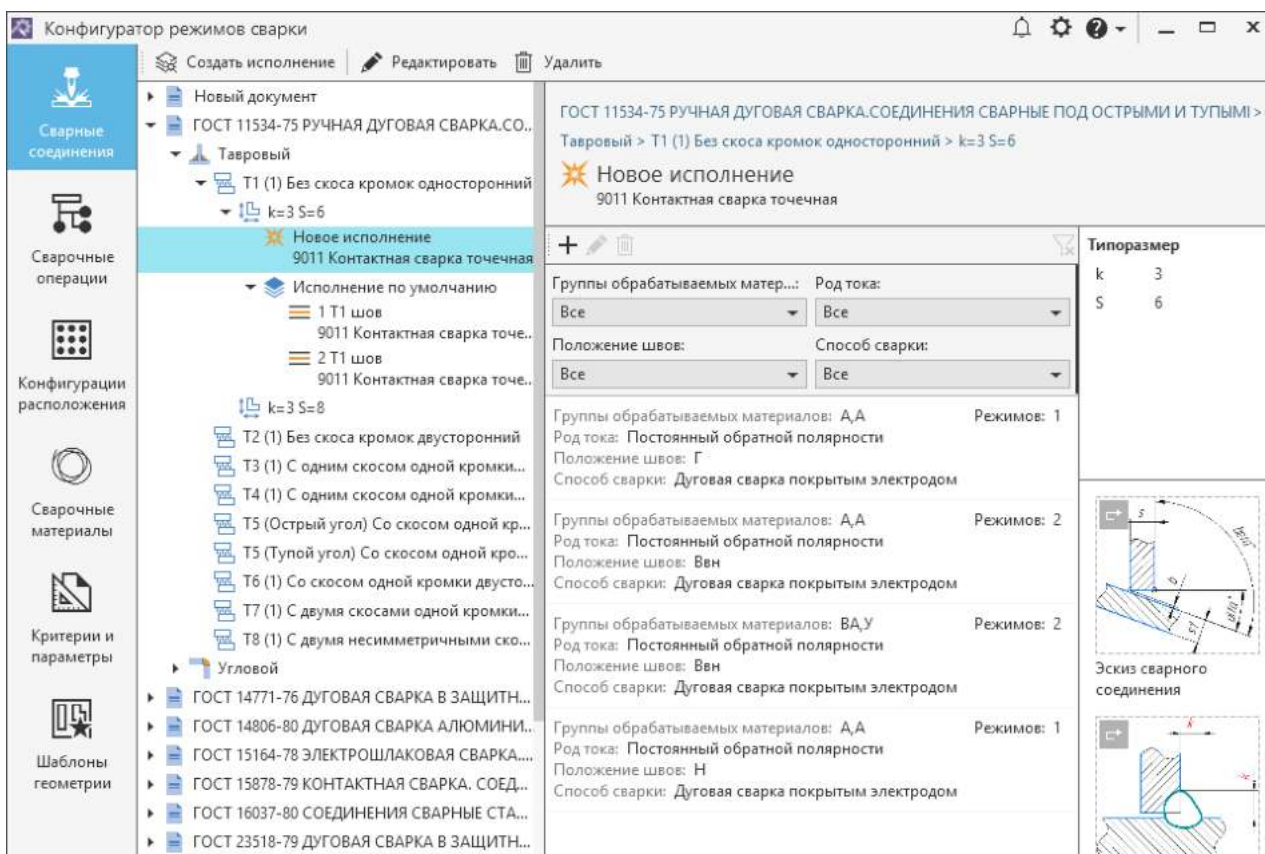 Конфигуратор режимов сварки
Создать исполнение
Редактировать
Удалить
Сварные
соединения
Сварочные
операции
Конфигурации
расположения
Сварочные
материалы
Критерии и
параметры
Шаблоны
геометрии
Новый документ
ГОСТ 11534-75 РУЧНАЯ ДУГОВАЯ СВАРКА.СО...
Тавровый
Т1 (1) Без скоса кромок односторонний
k=3 S=6
Новое исполнение
9011 Контактная сварка точечная
Исполнение по умолчанию
1 Т1 шов
9011 Контактная сварка точе...
2 Т1 шов
9011 Контактная сварка точе...
k=3 S=8
Т2 (1) Без скоса кромок двусторонний
Т3 (1) С одним скосом одной кромки...
Т4 (1) С одним скосом одной кромки...
Т5 (Острый угол) Со скосом одной кр...
Т5 (Тупой угол) Со скосом одной кро...
Т6 (1) Со скосом одной кромки двусто...
Т7 (1) С двумя скосами одной кромки...
Т8 (1) С двумя несимметричными ско...
Угловой
ГОСТ 14771-76 ДУГОВАЯ СВАРКА В ЗАЩИТН...
ГОСТ 14806-80 ДУГОВАЯ СВАРКА АЛЮМИНИ...
ГОСТ 15164-78 ЭЛЕКТРОШЛАКОВАЯ СВАРКА....
ГОСТ 15878-79 КОНТАКТНАЯ СВАРКА. СОЕД...
ГОСТ 16037-80 СОЕДИНЕНИЯ СВАРНЫЕ СТА...
ГОСТ 23518-79 ДУГОВАЯ СВАРКА В ЗАЩИТН...
ГОСТ 11534-75 РУЧНАЯ ДУГОВАЯ СВАРКА.СОЕДИНЕНИЯ СВАРНЫЕ ПОД ОСТРЫМИ И ТУПЫМІ >
Тавровый > Т1 (1) Без скоса кромок односторонний > k=3 S=6
Новое исполнение
9011 Контактная сварка точечная
Группы обрабатываемых матер...: Род тока:
Все Все
Положение швов: Способ сварки:
Все Все
Группы обрабатываемых материалов: А,А Режимов: 1
Род тока: Постоянный обратной полярности
Положение швов: Г
Способ сварки: Дуговая сварка покрытым электродом
Группы обрабатываемых материалов: А,А Режимов: 2
Род тока: Постоянный обратной полярности
Положение швов: Ввн
Способ сварки: Дуговая сварка покрытым электродом
Группы обрабатываемых материалов: ВА,У Режимов: 2
Род тока: Постоянный обратной полярности
Положение швов: Ввн
Способ сварки: Дуговая сварка покрытым электродом
Группы обрабатываемых материалов: А,А Режимов: 1
Род тока: Постоянный обратной полярности
Положение швов: Н
Способ сварки: Дуговая сварка покрытым электродом
Типоразмер
k 3
S 6
s
b
Эскиз сварного
соединения
k